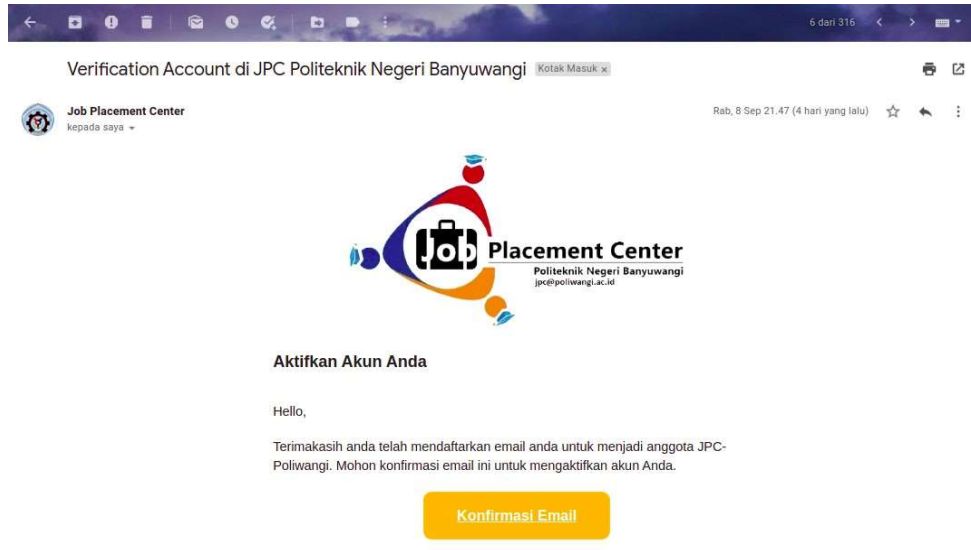 6 dari 316
Verification Account di JPC Politeknik Negeri Banyuwangi Kotak Masuk x
Job Placement Center
Rab, 8 Sep 21.47 (4 hari yang lalu)
kepada saya
Job Placement Center
Politeknik Negeri Banyuwangi
jpc@poliwangi.ac.id
Aktifkan Akun Anda
Hello,
Terimakasih anda telah mendaftarkan email anda untuk menjadi anggota JPC-
Poliwangi. Mohon konfirmasi email ini untuk mengaktifkan akun Anda.
Konfirmasi Email